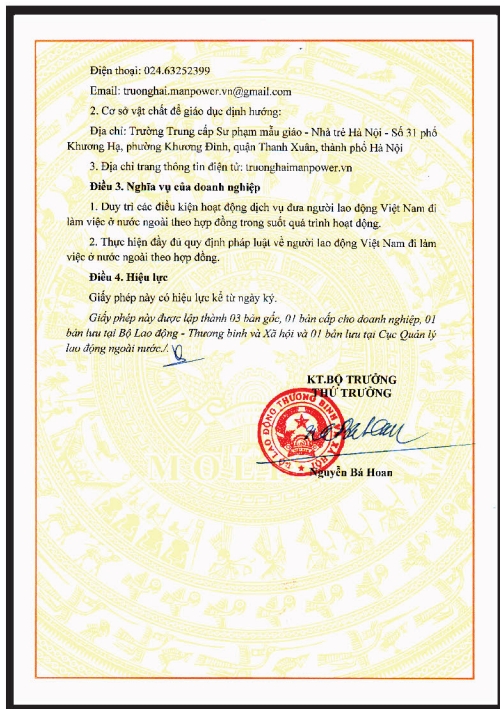 Điện thoại: 024.63252399
Email: truonghai.manpower.vn@gmail.com
2. Cơ sở vật chất để giáo dục định hướng:
Địa chỉ: Trường Trung cấp Sư phạm mẫu giáo - Nhà trẻ Hà Nội - Số 31 phố
Khương Hạ, phường Khương Đình, quận Thanh Xuân, thành phố Hà Nội
3. Địa chỉ trang thông tin điện tử: truonghaimanpower.vn
Điều 3. Nghĩa vụ của doanh nghiệp
1. Duy trì các điều kiện hoạt động dịch vụ đưa người lao động Việt Nam đi
làm việc ở nước ngoài theo hợp đồng trong suốt quá trình hoạt động.
2. Thực hiện đầy đủ quy định pháp luật về người lao động Việt Nam đi làm
việc ở nước ngoài theo hợp đồng.
Điều 4. Hiệu lực
Giấy phép này có hiệu lực kể từ ngày ký.
Giấy phép này được lập thành 03 bản gốc, 01 bản cấp cho doanh nghiệp, 01
bản lưu tại Bộ Lao động - Thương binh và Xã hội và 01 bản lưu tại Cục Quản lý
lao động ngoài nước./.
KT.BỘ TRƯỞNG
THỨ TRƯỞNG
BỘ LAO ĐỘNG THƯƠNG BINH VÀ XÃ HỘI
Nguyễn Bá Hoan